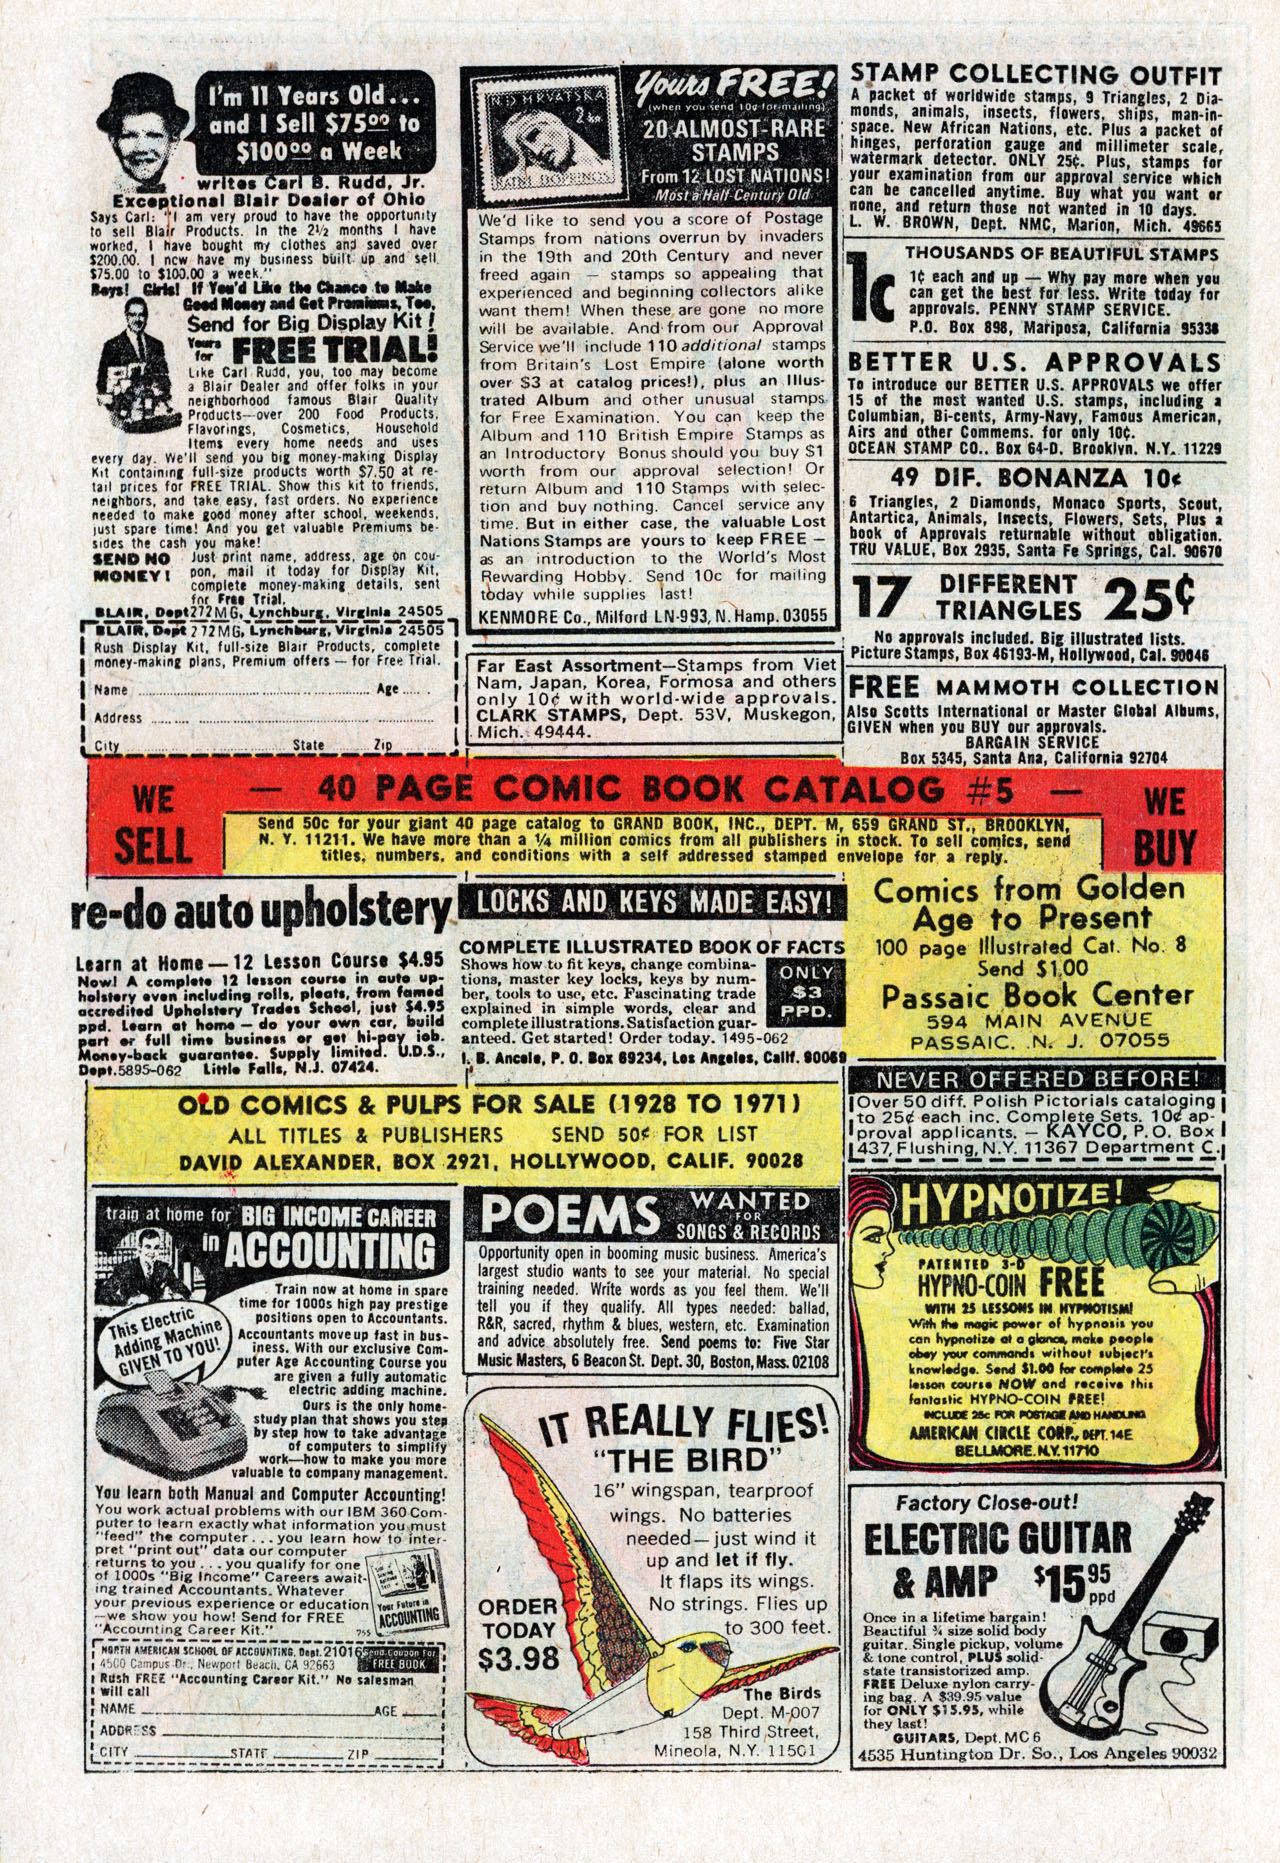 I'm 11 Years Old...
and I Sell $75⁰⁰ to
$100⁰⁰ a Week
writes Carl B. Rudd, Jr.
Exceptional Blair Dealer of Ohio
Says Carl: "I am very proud to have the opportunity
to sell Blair Products. In the 2½ months I have
worked, I have bought my clothes and saved over
$200.00. I now have my business built up and sell
$75.00 to $100.00 a week."
Boys! Girls! If You'd Like the Chance to Make
Good Money and Get Premiums, Too,
Send for Big Display Kit!
Yours for FREE TRIAL!
Like Carl Rudd, you, too may become
a Blair Dealer and offer folks in your
neighborhood famous Blair Quality
Products—over 200 Food Products,
Flavorings, Cosmetics, Household
Items every home needs and uses
every day. We'll send you big money-making Display
Kit containing full-size products worth $7.50 at re-
tail prices for FREE TRIAL. Show this kit to friends,
neighbors, and take easy, fast orders. No experience
needed to make good money after school, weekends,
just spare time! And you get valuable Premiums be-
sides the cash you make!
SEND NO MONEY! Just print name, address, age on cou-
pon, mail it today for Display Kit,
complete money-making details, sent
for Free Trial.
BLAIR, Dept272MG, Lynchburg, Virginia 24505
BLAIR, Dept 272MG, Lynchburg, Virginia 24505
Rush Display Kit, full-size Blair Products, complete
money-making plans, Premium offers — for Free Trial.
Name Age
Address
City State Zip
N.D. HRVATSKA
2 kn
Yours FREE!
(when you send 10¢ for mailing)
20 ALMOST-RARE
STAMPS
From 12 LOST NATIONS!
Most a Half-Century Old
We'd like to send you a score of Postage
Stamps from nations overrun by invaders
in the 19th and 20th Century and never
freed again — stamps so appealing that
experienced and beginning collectors alike
want them! When these are gone no more
will be available. And from our Approval
Service we'll include 110 additional stamps
from Britain's Lost Empire (alone worth
over $3 at catalog prices!), plus an Illus-
trated Album and other unusual stamps
for Free Examination. You can keep the
Album and 110 British Empire Stamps as
an Introductory Bonus should you buy $1
worth from our approval selection! Or
return Album and 110 Stamps with selec-
tion and buy nothing. Cancel service any
time. But in either case, the valuable Lost
Nations Stamps are yours to keep FREE —
as an introduction to the World's Most
Rewarding Hobby. Send 10c for mailing
today while supplies last!
KENMORE Co., Milford LN-993, N. Hamp. 03055
Far East Assortment—Stamps from Viet
Nam, Japan, Korea, Formosa and others
only 10¢ with world-wide approvals.
CLARK STAMPS, Dept. 53V, Muskegon,
Mich. 49444.
STAMP COLLECTING OUTFIT
A packet of worldwide stamps, 9 Triangles, 2 Dia-
monds, animals, insects, flowers, ships, man-in-
space. New African Nations, etc. Plus a packet of
hinges, perforation gauge and millimeter scale,
watermark detector. ONLY 25¢. Plus, stamps for
your examination from our approval service which
can be cancelled anytime. Buy what you want or
none, and return those not wanted in 10 days.
L. W. BROWN, Dept. NMC, Marion, Mich. 49665
1c THOUSANDS OF BEAUTIFUL STAMPS
1¢ each and up — Why pay more when you
can get the best for less. Write today for
approvals. PENNY STAMP SERVICE.
P.O. Box 898, Mariposa, California 95338
BETTER U.S. APPROVALS
To introduce our BETTER U.S. APPROVALS we offer
15 of the most wanted U.S. stamps, including a
Columbian, Bi-cents, Army-Navy, Famous American,
Airs and other Commems. for only 10¢.
OCEAN STAMP CO., Box 64-D, Brooklyn, N.Y. 11229
49 DIF. BONANZA 10¢
6 Triangles, 2 Diamonds, Monaco Sports, Scout,
Antartica, Animals, Insects, Flowers, Sets, Plus a
book of Approvals returnable without obligation.
TRU VALUE, Box 2935, Santa Fe Springs, Cal. 90670
17 DIFFERENT TRIANGLES 25¢
No approvals included. Big illustrated lists.
Picture Stamps, Box 46193-M, Hollywood, Cal. 90046
FREE MAMMOTH COLLECTION
Also Scotts International or Master Global Albums,
GIVEN when you BUY our approvals.
BARGAIN SERVICE
Box 5345, Santa Ana, California 92704
WE SELL
— 40 PAGE COMIC BOOK CATALOG #5 —
Send 50c for your giant 40 page catalog to GRAND BOOK, INC., DEPT. M, 659 GRAND ST., BROOKLYN,
N. Y. 11211. We have more than a ¼ million comics from all publishers in stock. To sell comics, send
titles, numbers, and conditions with a self addressed stamped envelope for a reply.
WE BUY
re-do auto upholstery
Learn at Home — 12 Lesson Course $4.95
Now! A complete 12 lesson course in auto up-
holstery even including rolls, pleats, from famed
accredited Upholstery Trades School, just $4.95
ppd. Learn at home — do your own car, build
part or full time business or get hi-pay job.
Money-back guarantee. Supply limited. U.D.S.,
Dept.5895-062 Little Falls, N.J. 07424.
LOCKS AND KEYS MADE EASY!
COMPLETE ILLUSTRATED BOOK OF FACTS
Shows how to fit keys, change combina-
tions, master key locks, keys by num-
ber, tools to use, etc. Fascinating trade
explained in simple words, clear and
complete illustrations. Satisfaction guar-
anteed. Get started! Order today. 1495-062
ONLY
$3
PPD.
I. B. Ancele, P. O. Box 69234, Los Angeles, Calif. 90069
Comics from Golden
Age to Present
100 page Illustrated Cat. No. 8
Send $1.00
Passaic Book Center
594 MAIN AVENUE
PASSAIC, N. J. 07055
OLD COMICS & PULPS FOR SALE (1928 TO 1971)
ALL TITLES & PUBLISHERS SEND 50¢ FOR LIST
DAVID ALEXANDER, BOX 2921, HOLLYWOOD, CALIF. 90028
NEVER OFFERED BEFORE!
Over 50 diff. Polish Pictorials cataloging
to 25¢ each inc. Complete Sets. 10¢ ap-
proval applicants. — KAYCO, P.O. Box
437, Flushing, N.Y. 11367 Department C.
train at home for BIG INCOME CAREER
in ACCOUNTING
Train now at home in spare
time for 1000s high pay prestige
positions open to Accountants.
Accountants move up fast in bus-
iness. With our exclusive Com-
puter Age Accounting Course you
are given a fully automatic
electric adding machine.
Ours is the only home-
study plan that shows you step
by step how to take advantage
of computers to simplify
work—how to make you more
valuable to company management.
This Electric
Adding Machine
GIVEN TO YOU!
You learn both Manual and Computer Accounting!
You work actual problems with our IBM 360 Com-
puter to learn exactly what information you must
"feed" the computer...you learn how to inter-
pret "print out" data our computer
returns to you...you qualify for one
of 1000s "Big Income" Careers await-
ing trained Accountants. Whatever
your previous experience or education
—we show you how! Send for FREE
"Accounting Career Kit." 755
Your Future in
ACCOUNTING
NORTH AMERICAN SCHOOL OF ACCOUNTING, Dept. 21016
4500 Campus Dr., Newport Beach, CA 92663
Send Coupon For
FREE BOOK
Rush FREE "Accounting Career Kit." No salesman
will call
NAME AGE
ADDRESS
CITY STATE ZIP
POEMS WANTED
FOR
SONGS & RECORDS
Opportunity open in booming music business. America's
largest studio wants to see your material. No special
training needed. Write words as you feel them. We'll
tell you if they qualify. All types needed: ballad,
R&R, sacred, rhythm & blues, western, etc. Examination
and advice absolutely free. Send poems to: Five Star
Music Masters, 6 Beacon St. Dept. 30, Boston, Mass. 02108
IT REALLY FLIES!
"THE BIRD"
16" wingspan, tearproof
wings. No batteries
needed—just wind it
up and let if fly.
It flaps its wings.
No strings. Flies up
to 300 feet.
ORDER
TODAY
$3.98
The Birds
Dept. M-007
158 Third Street,
Mineola, N.Y. 11501
HYPNOTIZE!
PATENTED 3-D
HYPNO-COIN FREE
WITH 25 LESSONS IN HYPNOTISM!
With the magic power of hypnosis you
can hypnotize at a glance, make people
obey your commands without subject's
knowledge. Send $1.00 for complete 25
lesson course NOW and receive this
fantastic HYPNO-COIN FREE!
INCLUDE 25c FOR POSTAGE AND HANDLING
AMERICAN CIRCLE CORP., DEPT. 14E
BELLMORE, N.Y. 11710
Factory Close-out!
ELECTRIC GUITAR
& AMP $15⁹⁵ ppd
Once in a lifetime bargain!
Beautiful ¾ size solid body
guitar. Single pickup, volume
& tone control, PLUS solid-
state transistorized amp.
FREE Deluxe nylon carry-
ing bag. A $39.95 value
for ONLY $15.95, while
they last!
GUITARS, Dept. MC 6
4535 Huntington Dr. So., Los Angeles 90032